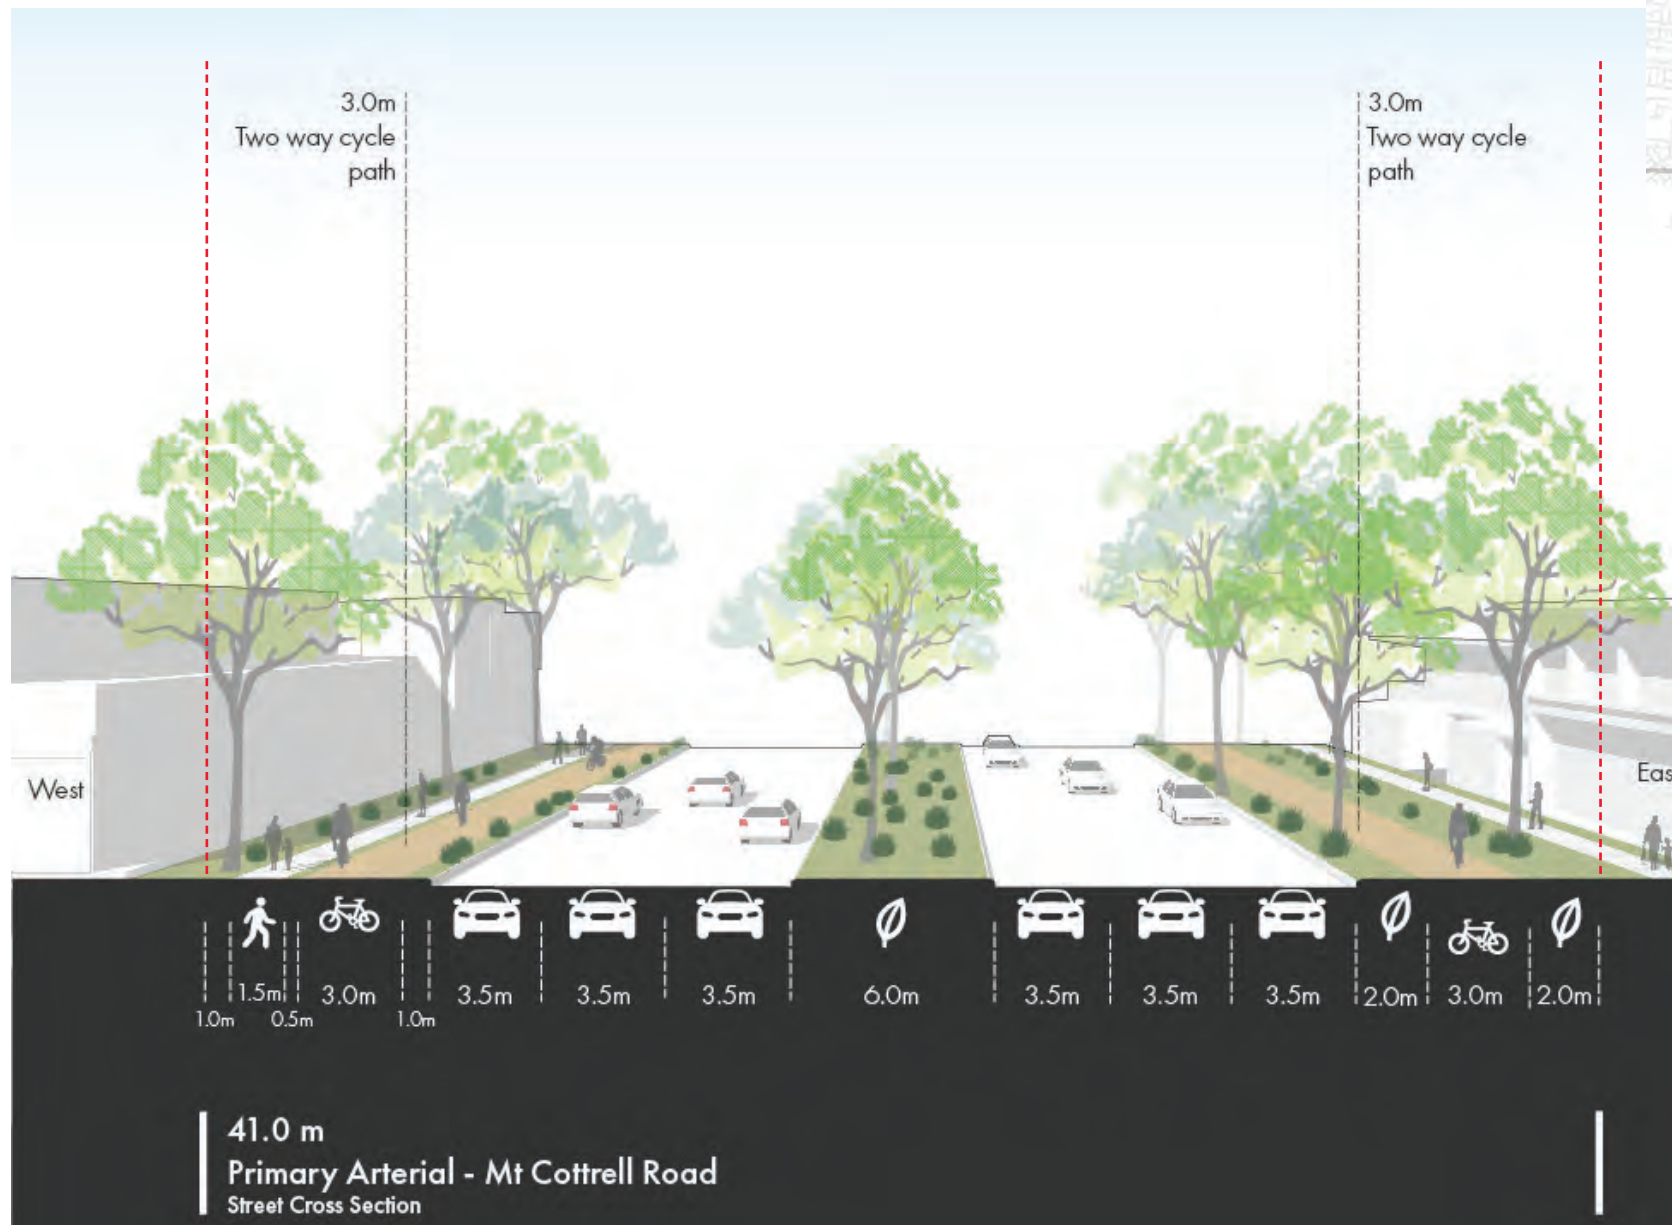 3.0m
Two way cycle
path
3.0m
Two way cycle
path
West
Eas
1.5m 3.0m 3.5m 3.5m 3.5m 6.0m 3.5m 3.5m 3.5m 2.0m 3.0m 2.0m
1.0m 0.5m 1.0m
41.0 m
Primary Arterial - Mt Cottrell Road
Street Cross Section